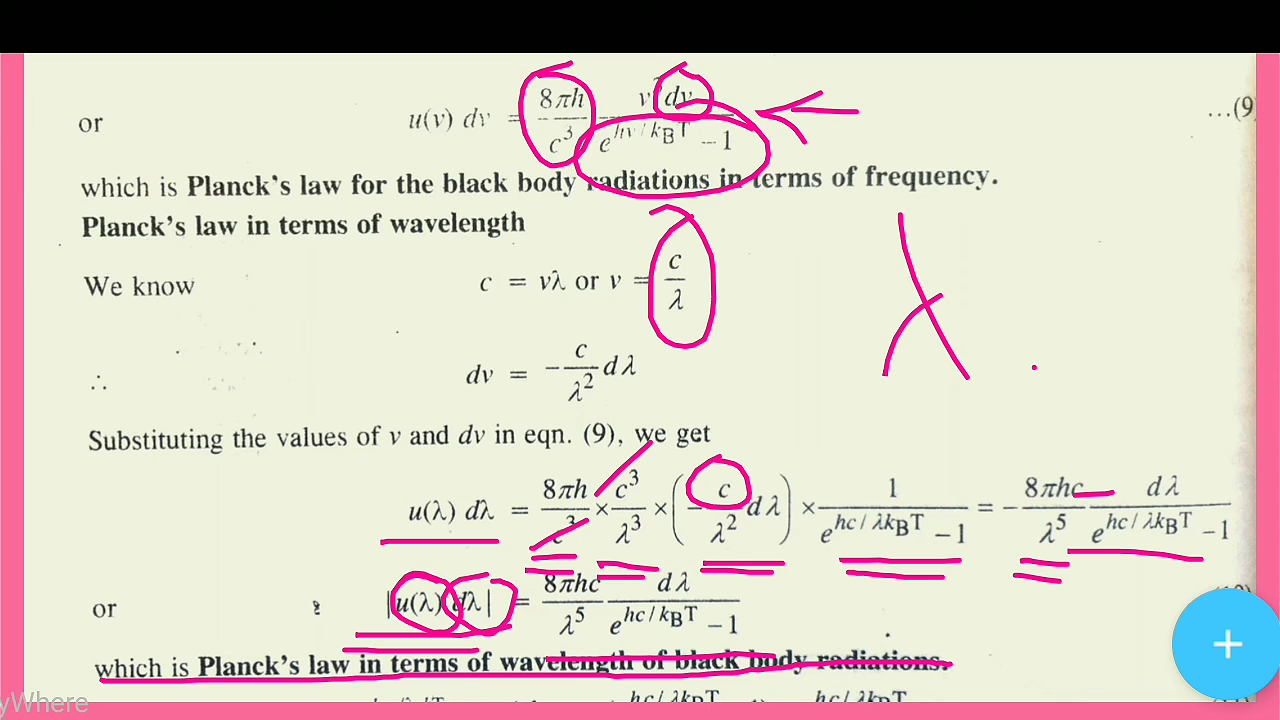 or u(ν) dν = 8πh/c³ ν³dν/e^hν/k_BT − 1 ...(9
which is Planck's law for the black body radiations in terms of frequency.
Planck's law in terms of wavelength
We know c = νλ or ν = c/λ
∴ dν = −c/λ² dλ
Substituting the values of ν and dν in eqn. (9), we get
u(λ) dλ = 8πh/c³ × c³/λ³ × (−c/λ² dλ) × 1/e^hc/λk_BT − 1 = −8πhc/λ⁵ dλ/e^hc/λk_BT − 1
or |u(λ) dλ| = 8πhc/λ⁵ dλ/e^hc/k_BT − 1
which is Planck's law in terms of wavelength of black body radiations.
λ
+
yWhere